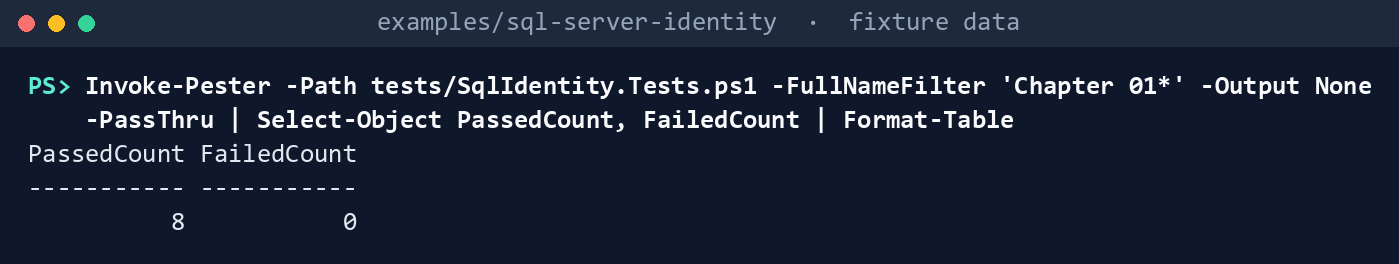 examples/sql-server-identity · fixture data
PS> Invoke-Pester -Path tests/SqlIdentity.Tests.ps1 -FullNameFilter 'Chapter 01*' -Output None
-PassThru | Select-Object PassedCount, FailedCount | Format-Table
PassedCount FailedCount
----------- -----------
8 0